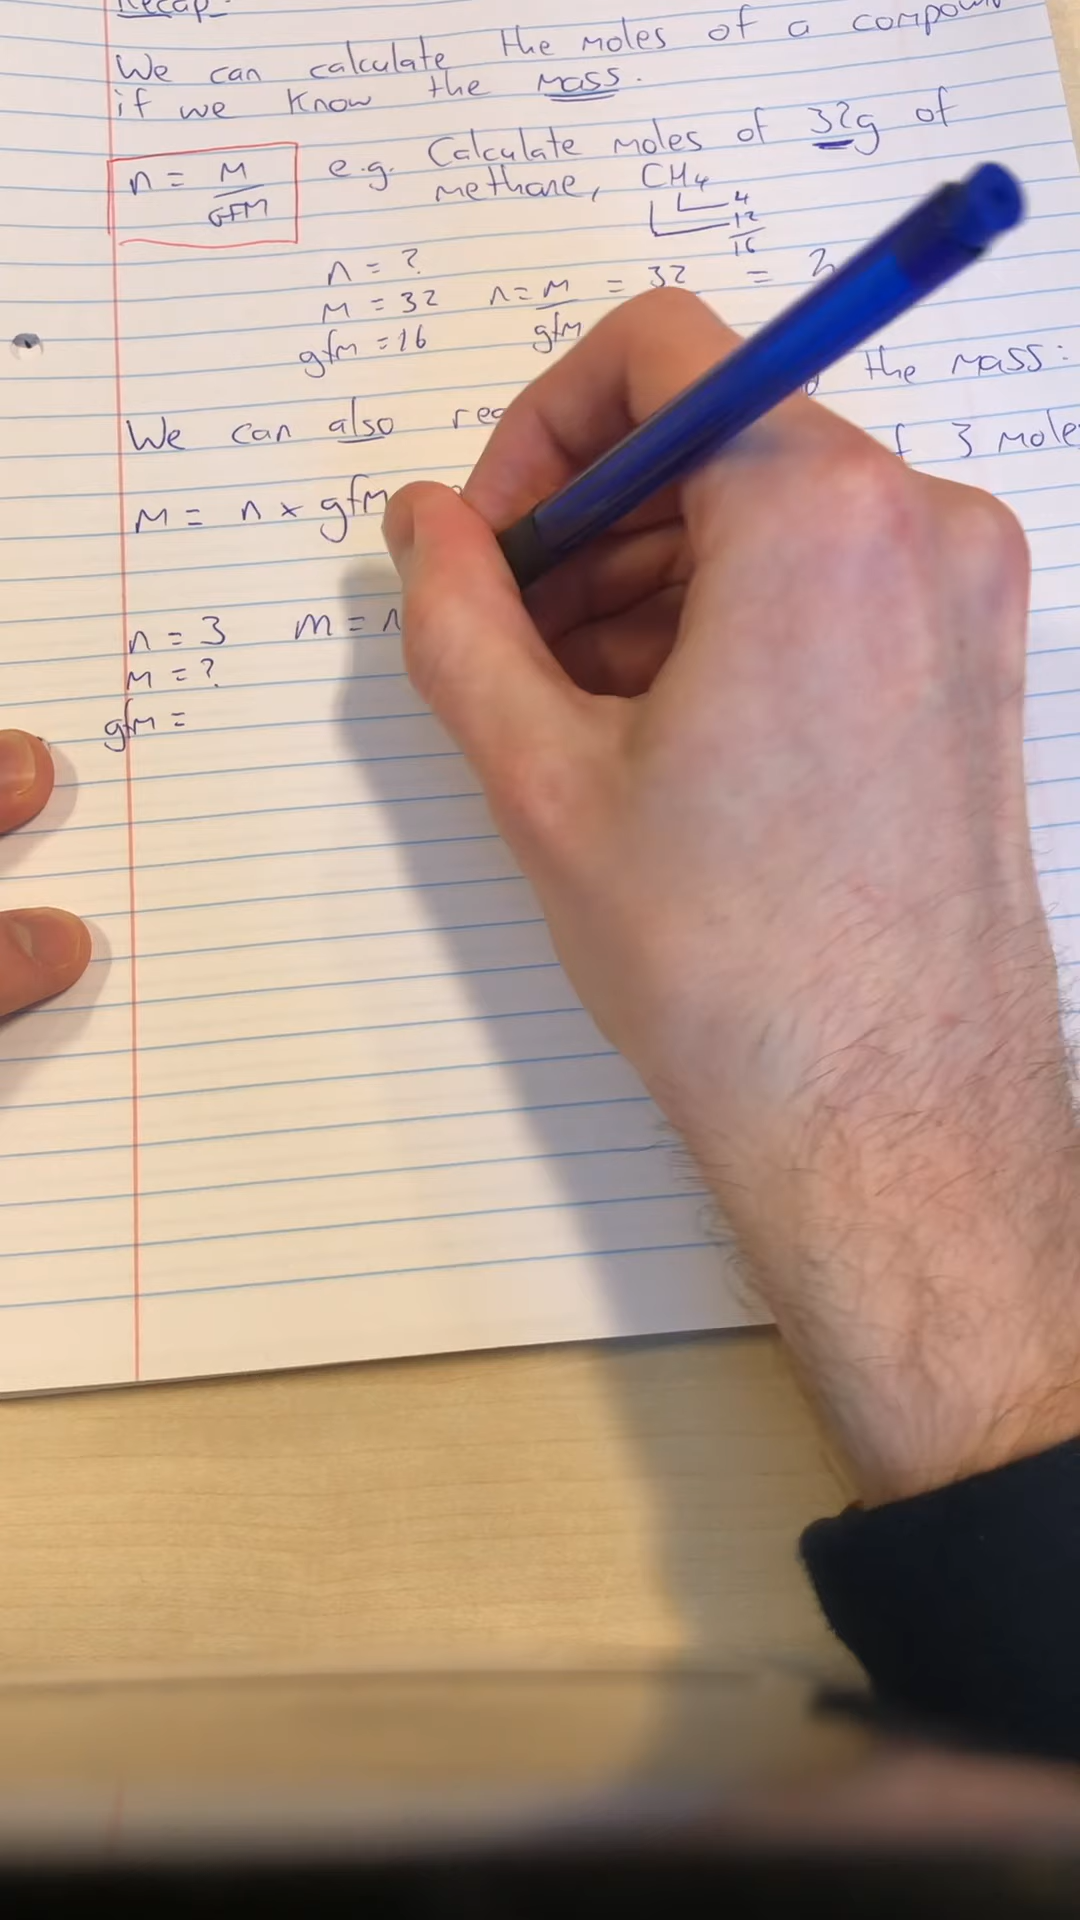 Recap
We can calculate the moles of a compound
if we know the mass.
n = M / GFM
e.g. Calculate moles of 32g of
methane, CH4
4
12
16
n = ?
M = 32
gfm = 16
n = M / gfm = 32 = 2
We can also the mass:
3 mole
M = n x gfm
n = 3 m = n
M = ?
gfm =